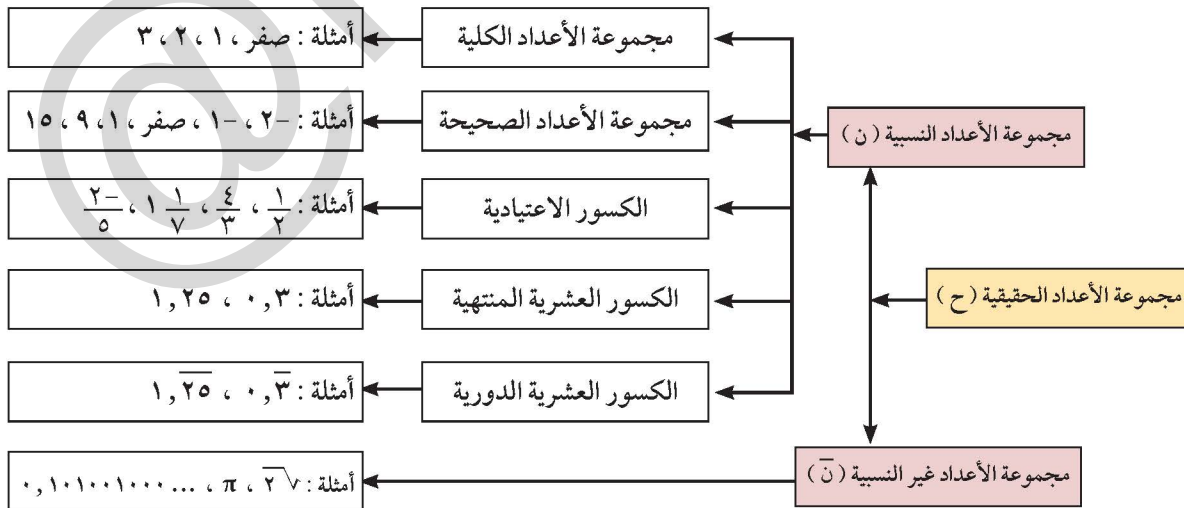 مجموعة الأعداد الكلية
أمثلة : صفر ، ١ ، ٢ ، ٣
مجموعة الأعداد النسبية ( ن )
مجموعة الأعداد الصحيحة
أمثلة : -٢ ، -١ ، صفر ، ١ ، ٩ ، ١٥
الكسور الاعتيادية
أمثلة : ١/٢ ، ٤/٣ ، ١ ١/٧ ، -٢/٥
مجموعة الأعداد الحقيقية ( ح )
الكسور العشرية المنتهية
أمثلة : ٠,٣ ، ١,٢٥
الكسور العشرية الدورية
أمثلة : ٠,٣̅ ، ١,٢̅٥̅
مجموعة الأعداد غير النسبية ( ن̅ )
أمثلة : √٢ ، π ، ...٠,١٠١٠٠١٠٠٠
@